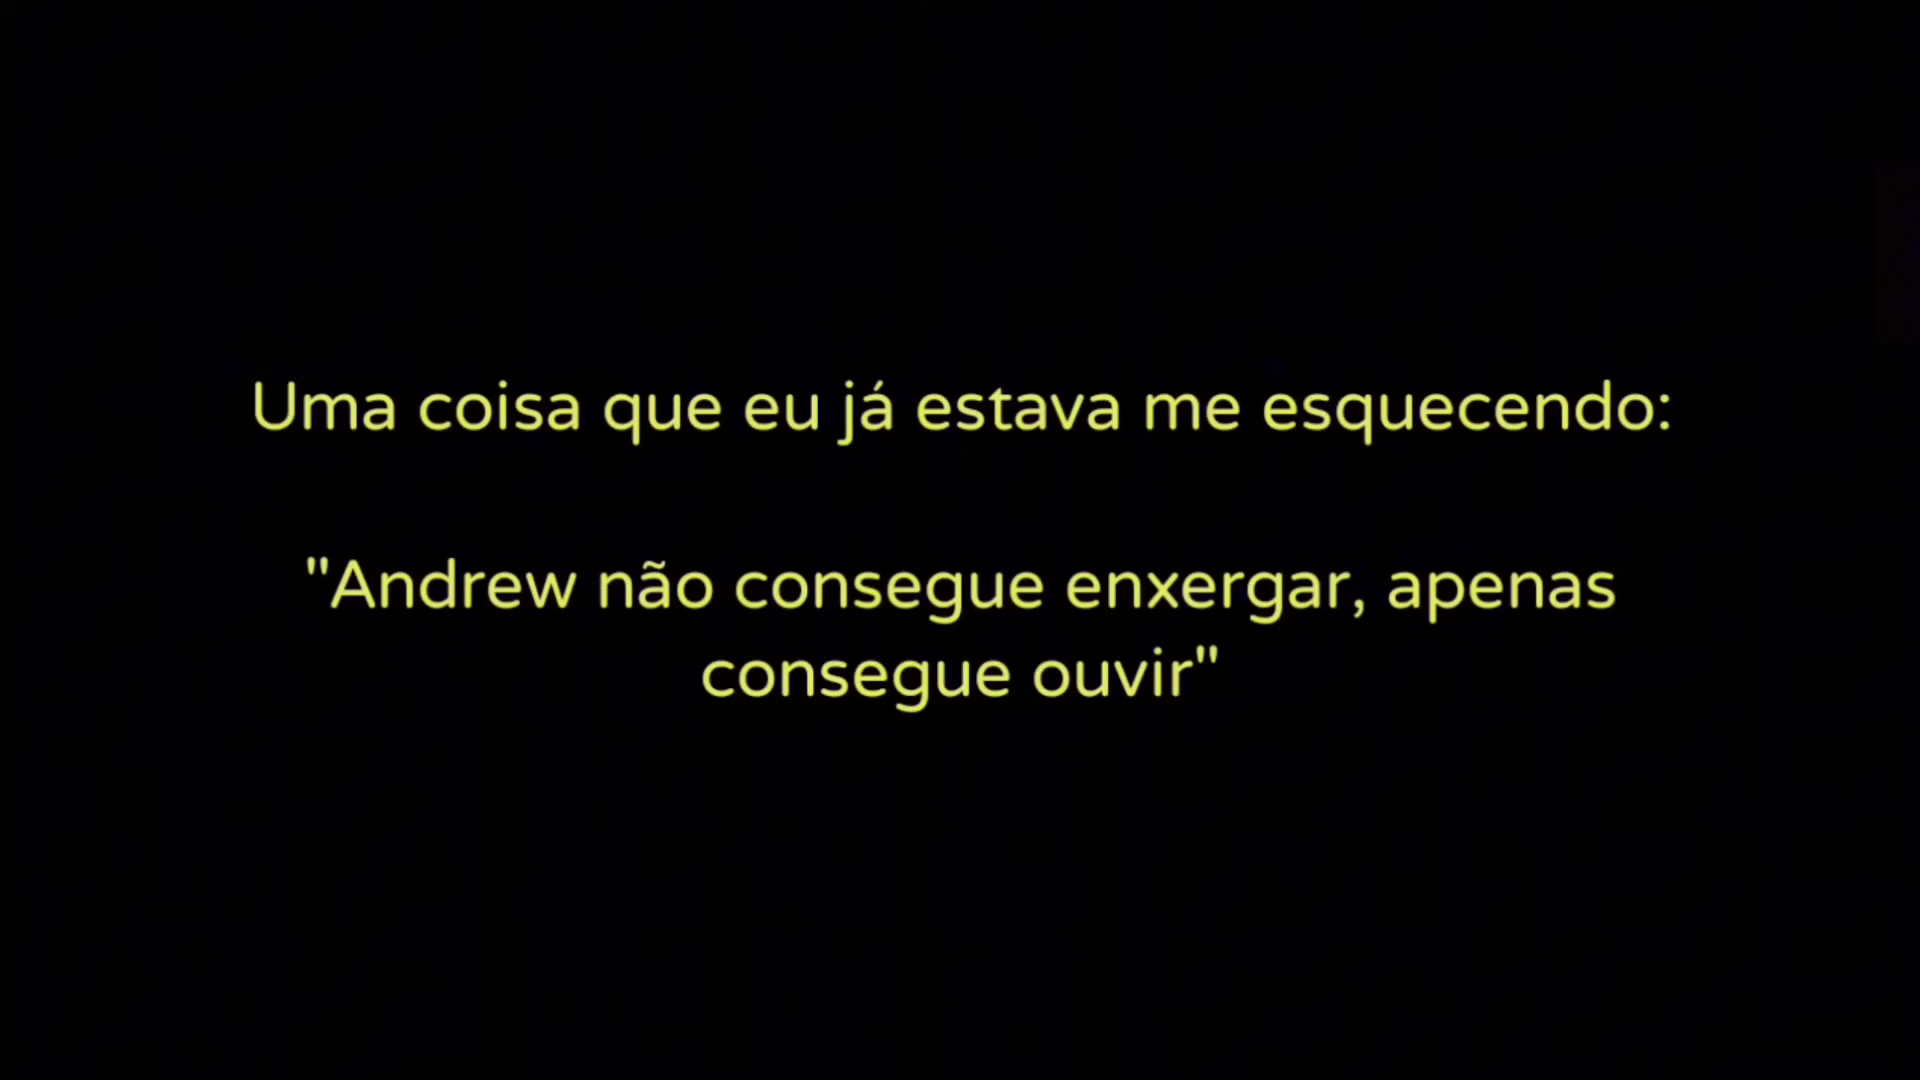 Uma coisa que eu já estava me esquecendo:
"Andrew não consegue enxergar, apenas
consegue ouvir"